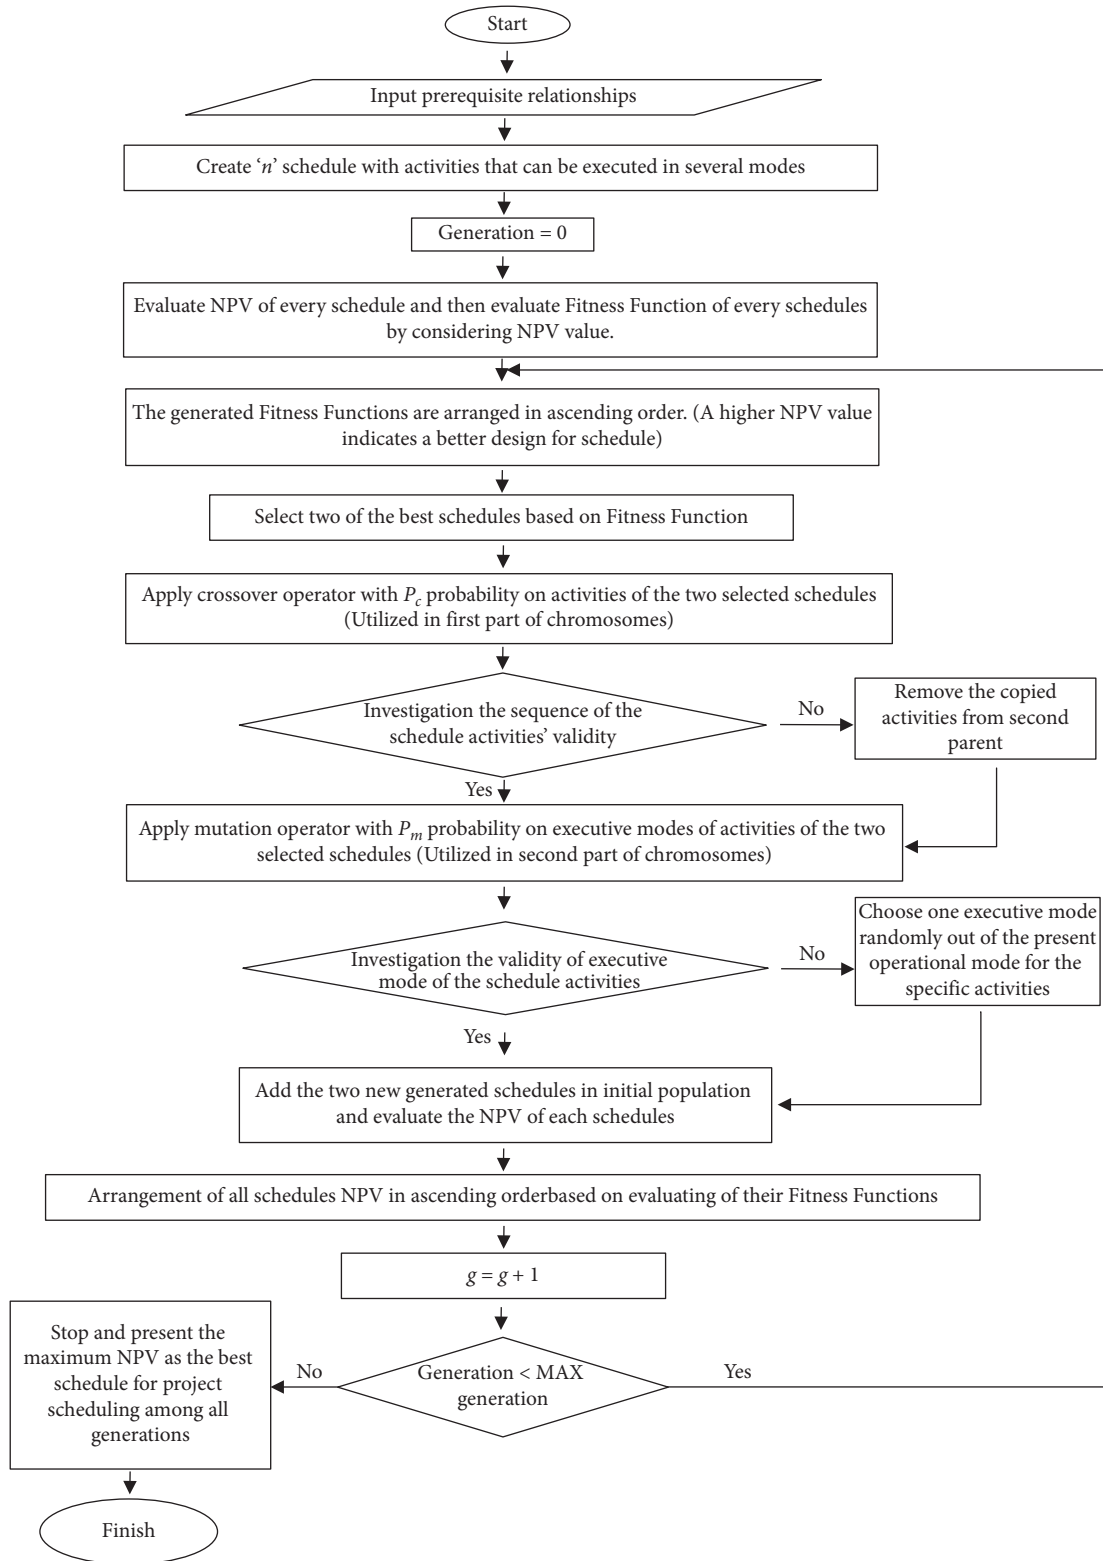 Start
Input prerequisite relationships
Create ‘n’ schedule with activities that can be executed in several modes
Generation = 0
Evaluate NPV of every schedule and then evaluate Fitness Function of every schedules
by considering NPV value.
The generated Fitness Functions are arranged in ascending order. (A higher NPV value
indicates a better design for schedule)
Select two of the best schedules based on Fitness Function
Apply crossover operator with Pc probability on activities of the two selected schedules
(Utilized in first part of chromosomes)
Investigation the sequence of the
schedule activities’ validity
No
Remove the copied
activities from second
parent
Yes
Apply mutation operator with Pm probability on executive modes of activities of the two
selected schedules (Utilized in second part of chromosomes)
Investigation the validity of executive
mode of the schedule activities
No
Choose one executive mode
randomly out of the present
operational mode for the
specific activities
Yes
Add the two new generated schedules in initial population
and evaluate the NPV of each schedules
Arrangement of all schedules NPV in ascending orderbased on evaluating of their Fitness Functions
g = g + 1
Generation < MAX
generation
Yes
No
Stop and present the
maximum NPV as the best
schedule for project
scheduling among all
generations
Finish